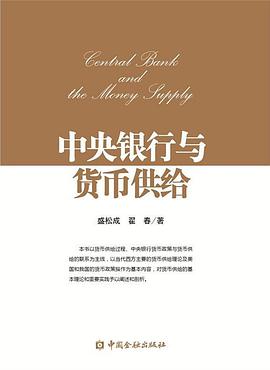 Central Bank
and
the Money Supply
中央银行与
货币供给
盛松成 翟 春/著
本书以货币供给过程、中央银行货币政策与货币供
给的联系为主线，以当代西方主要的货币供给理论及美
国和我国的货币政策操作为基本内容，对货币供给的基
本理论和重要实践予以阐述和剖析。
中国金融出版社